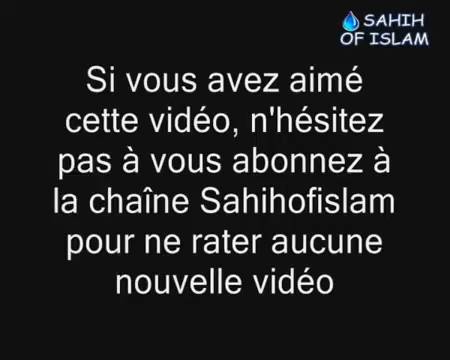 SAHIH
OF ISLAM
Si vous avez aimé
cette vidéo, n'hésitez
pas à vous abonnez à
la chaîne Sahihofislam
pour ne rater aucune
nouvelle vidéo